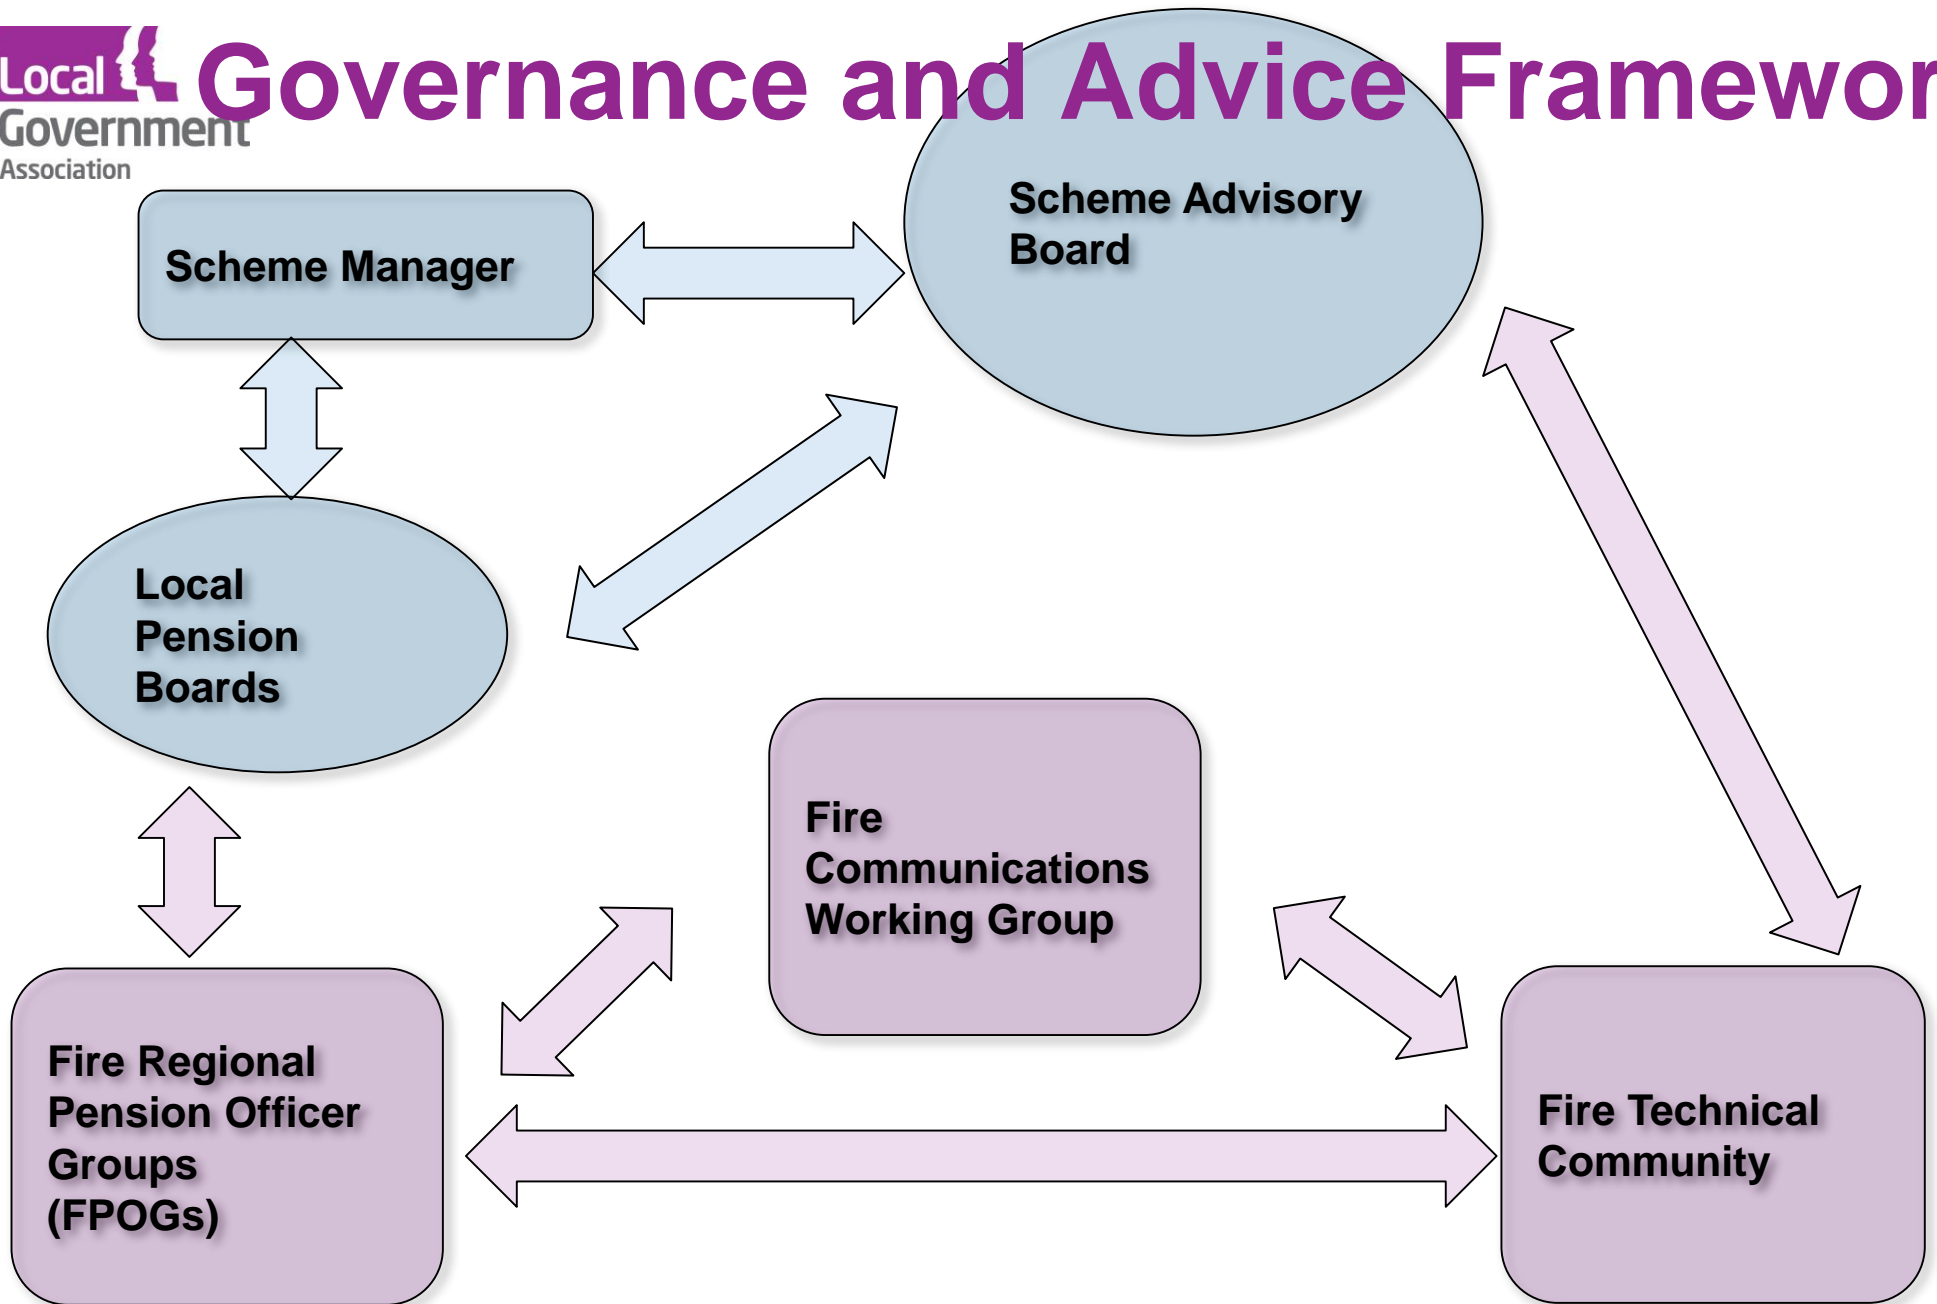 Local
Government
Association
Governance and Advice Framewor
Scheme Advisory
Board
Scheme Manager
Local
Pension
Boards
Fire
Communications
Working Group
Fire Regional
Pension Officer
Groups
(FPOGs)
Fire Technical
Community